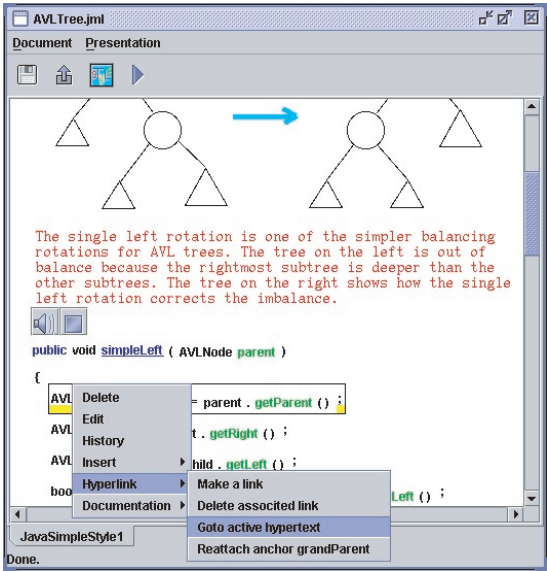 AVLTree.jml
Document Presentation
The single left rotation is one of the simpler balancing
rotations for AVL trees. The tree on the left is out of
balance because the rightmost subtree is deeper than the
other subtrees. The tree on the right shows how the single
left rotation corrects the imbalance.
public void simpleLeft ( AVLNode parent )
{
AVL = parent . getParent () ;
AVL t . getRight () ;
AVL hild . getLeft () ;
boo Left () ;
Delete
Edit
History
Insert
Hyperlink
Documentation
Make a link
Delete associted link
Goto active hypertext
Reattach anchor grandParent
JavaSimpleStyle1
Done.